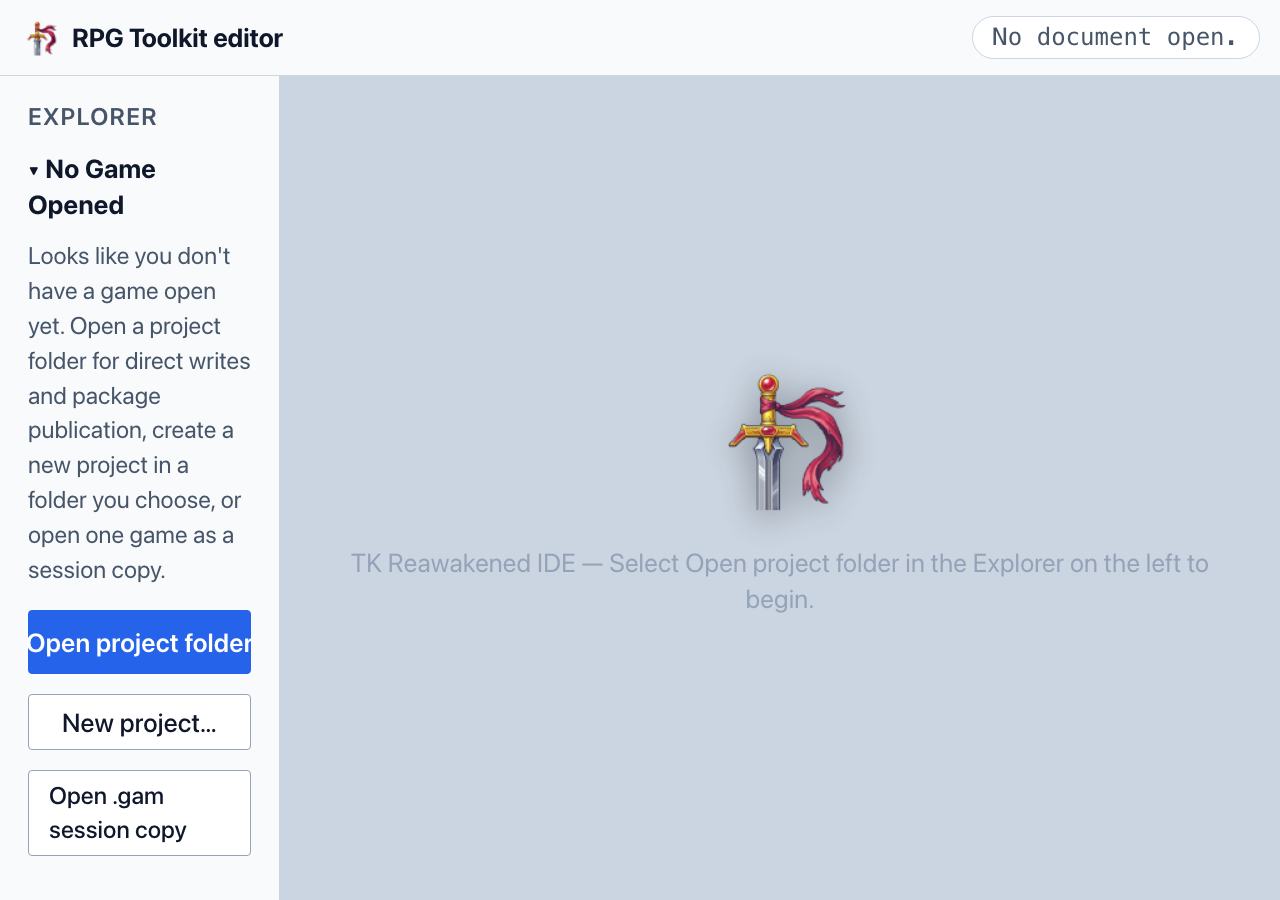 RPG Toolkit editor
No document open.
EXPLORER
▾ No Game
Opened
Looks like you don't
have a game open
yet. Open a project
folder for direct writes
and package
publication, create a
new project in a
folder you choose, or
open one game as a
session copy.
Open project folder
New project…
Open .gam
session copy
TK Reawakened IDE — Select Open project folder in the Explorer on the left to
begin.